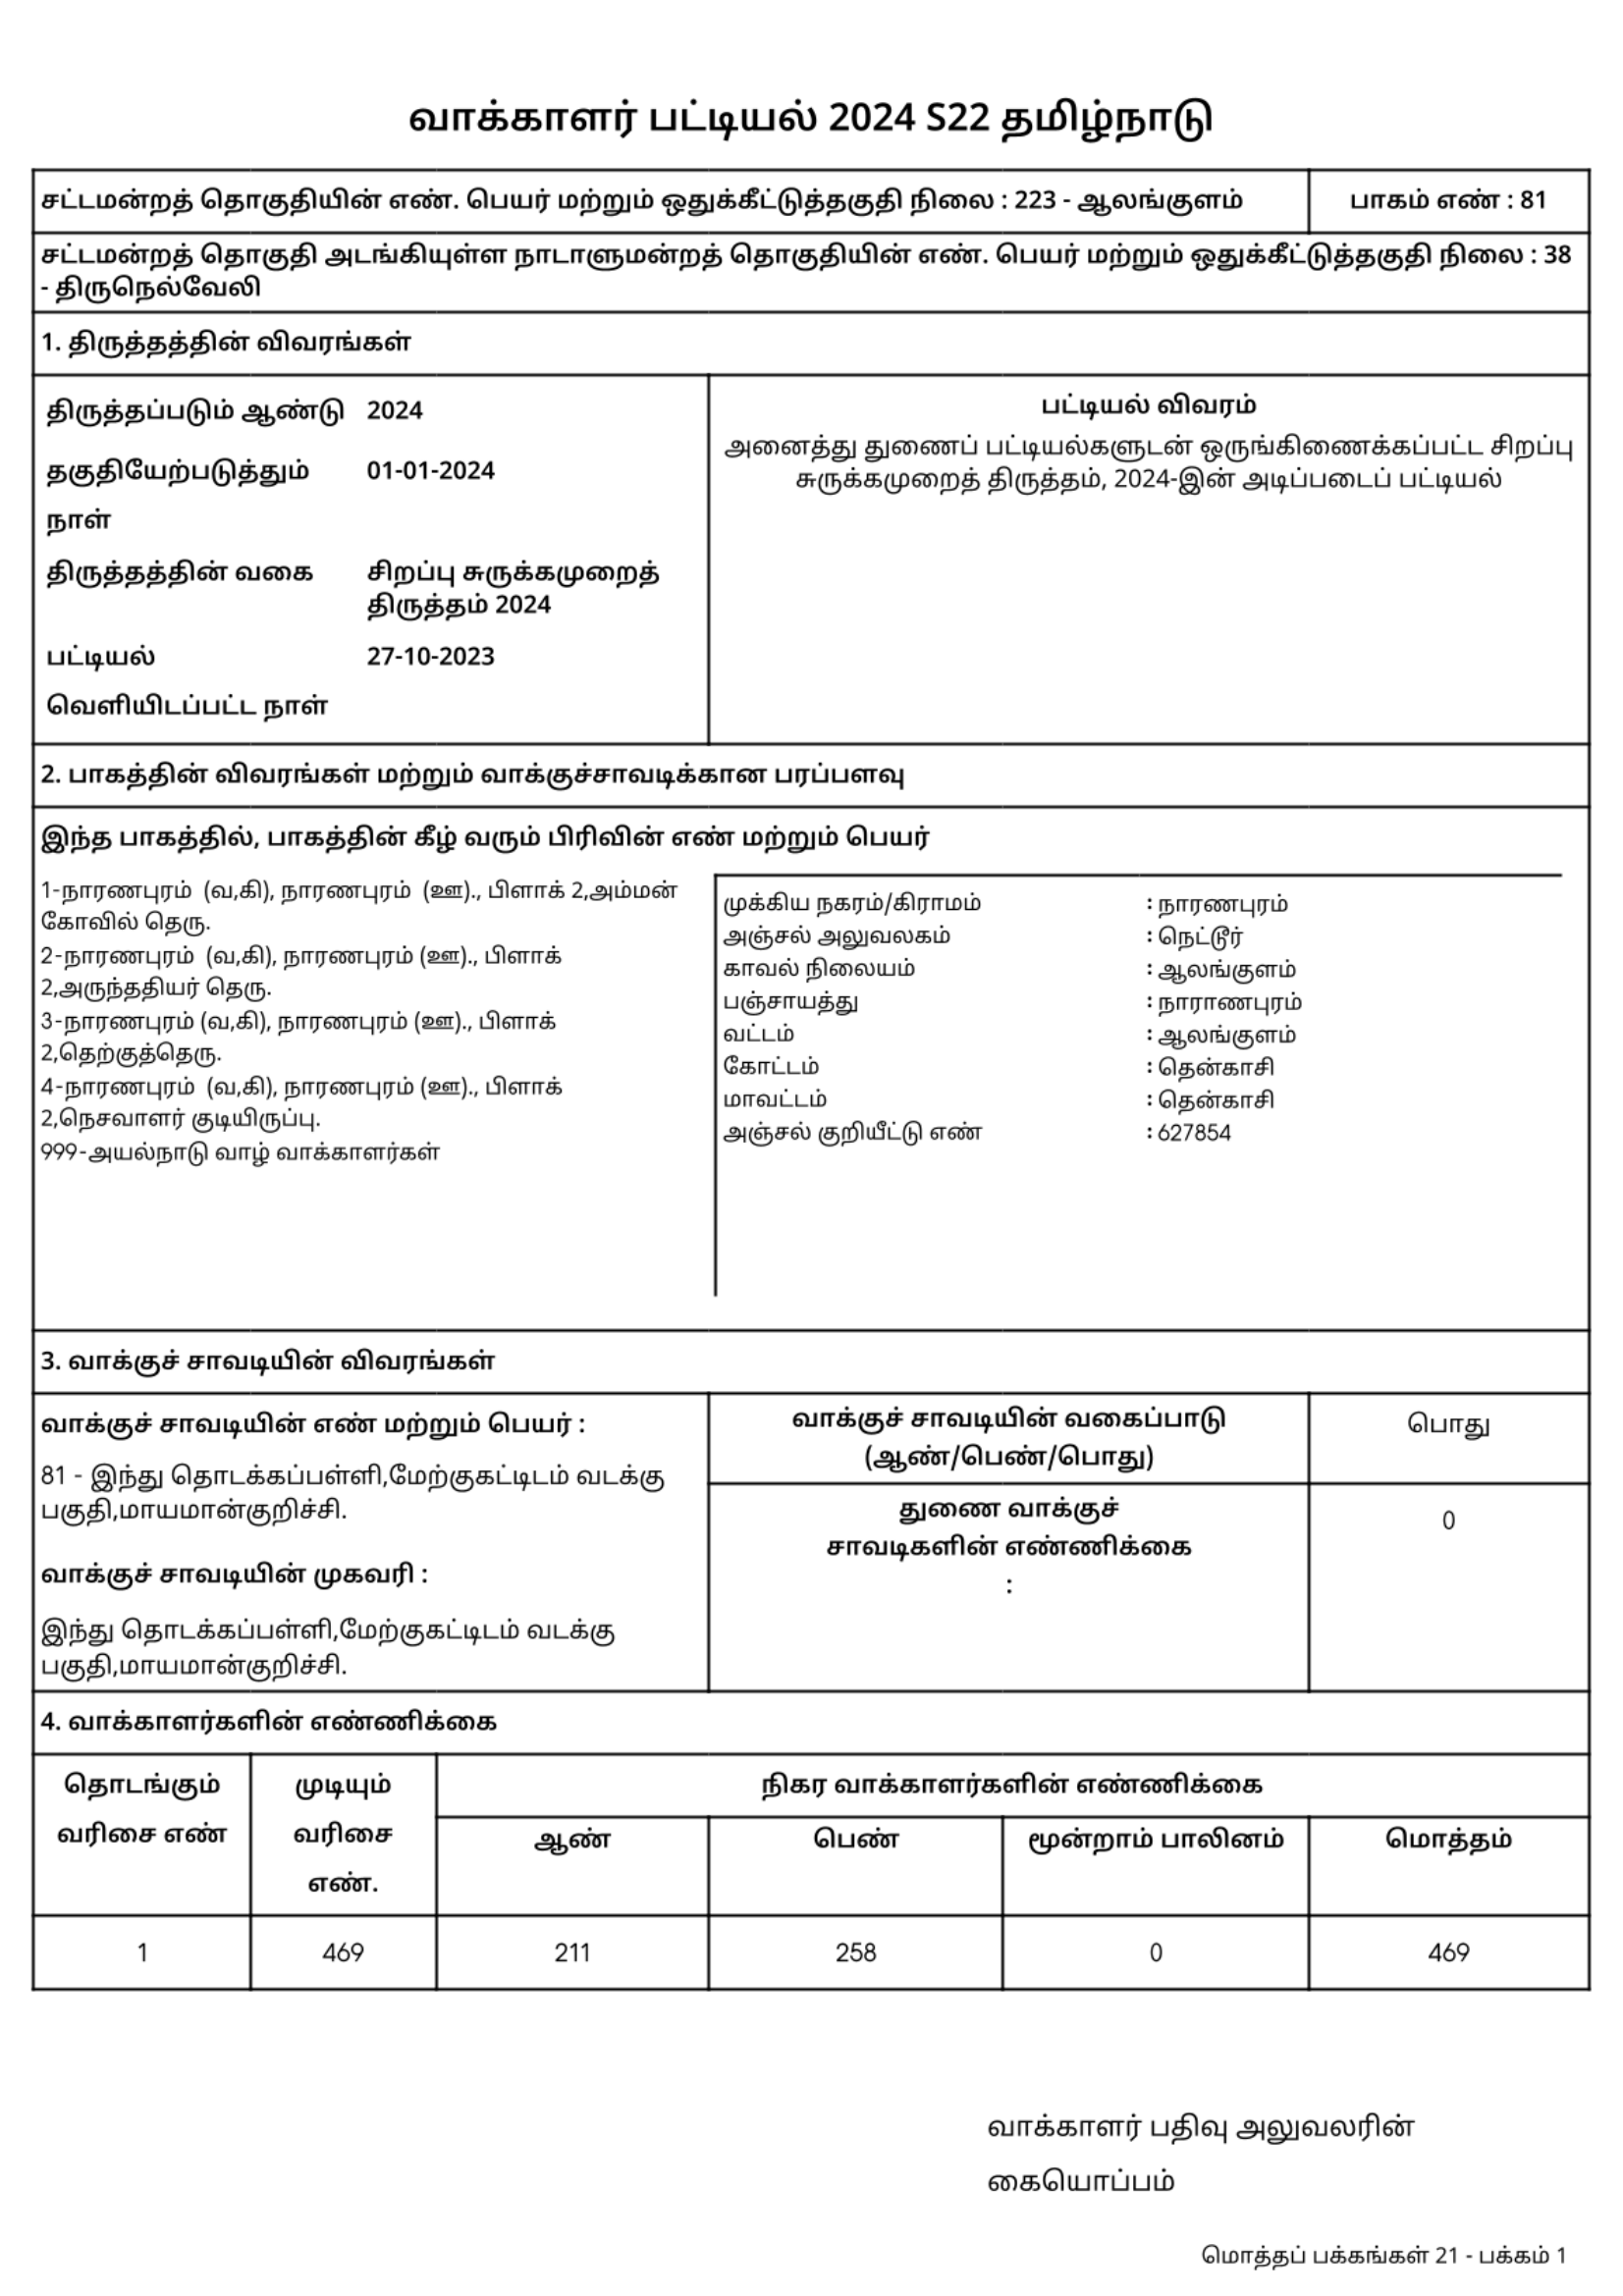 வாக்காளர் பட்டியல் 2024 S22 தமிழ்நாடு
சட்டமன்றத் தொகுதியின் எண். பெயர் மற்றும் ஒதுக்கீட்டுத்தகுதி நிலை : 223 - ஆலங்குளம்
பாகம் எண் : 81
சட்டமன்றத் தொகுதி அடங்கியுள்ள நாடாளுமன்றத் தொகுதியின் எண். பெயர் மற்றும் ஒதுக்கீட்டுத்தகுதி நிலை : 38
- திருநெல்வேலி
1. திருத்தத்தின் விவரங்கள்
திருத்தப்படும் ஆண்டு 2024
தகுதியேற்படுத்தும் 01-01-2024
நாள்
திருத்தத்தின் வகை சிறப்பு சுருக்கமுறைத்
திருத்தம் 2024
பட்டியல் 27-10-2023
வெளியிடப்பட்ட நாள்
பட்டியல் விவரம்
அனைத்து துணைப் பட்டியல்களுடன் ஒருங்கிணைக்கப்பட்ட சிறப்பு
சுருக்கமுறைத் திருத்தம், 2024-இன் அடிப்படைப் பட்டியல்
2. பாகத்தின் விவரங்கள் மற்றும் வாக்குச்சாவடிக்கான பரப்பளவு
இந்த பாகத்தில், பாகத்தின் கீழ் வரும் பிரிவின் எண் மற்றும் பெயர்
1-நாரணபுரம் (வ,கி), நாரணபுரம் (ஊ)., பிளாக் 2,அம்மன்
கோவில் தெரு.
2-நாரணபுரம் (வ,கி), நாரணபுரம் (ஊ)., பிளாக்
2,அருந்ததியர் தெரு.
3-நாரணபுரம் (வ,கி), நாரணபுரம் (ஊ)., பிளாக்
2,தெற்குத்தெரு.
4-நாரணபுரம் (வ,கி), நாரணபுரம் (ஊ)., பிளாக்
2,நெசவாளர் குடியிருப்பு.
999-அயல்நாடு வாழ் வாக்காளர்கள்
முக்கிய நகரம்/கிராமம் : நாரணபுரம்
அஞ்சல் அலுவலகம் : நெட்டூர்
காவல் நிலையம் : ஆலங்குளம்
பஞ்சாயத்து : நாராணபுரம்
வட்டம் : ஆலங்குளம்
கோட்டம் : தென்காசி
மாவட்டம் : தென்காசி
அஞ்சல் குறியீட்டு எண் : 627854
3. வாக்குச் சாவடியின் விவரங்கள்
வாக்குச் சாவடியின் எண் மற்றும் பெயர் :
81 - இந்து தொடக்கப்பள்ளி,மேற்குகட்டிடம் வடக்கு
பகுதி,மாயமான்குறிச்சி.
வாக்குச் சாவடியின் முகவரி :
இந்து தொடக்கப்பள்ளி,மேற்குகட்டிடம் வடக்கு
பகுதி,மாயமான்குறிச்சி.
வாக்குச் சாவடியின் வகைப்பாடு
(ஆண்/பெண்/பொது)
பொது
துணை வாக்குச்
சாவடிகளின் எண்ணிக்கை
:
0
4. வாக்காளர்களின் எண்ணிக்கை
தொடங்கும்
வரிசை எண்
முடியும்
வரிசை
எண்.
நிகர வாக்காளர்களின் எண்ணிக்கை
ஆண் பெண் மூன்றாம் பாலினம் மொத்தம்
1 469 211 258 0 469
வாக்காளர் பதிவு அலுவலரின்
கையொப்பம்
மொத்தப் பக்கங்கள் 21 - பக்கம் 1